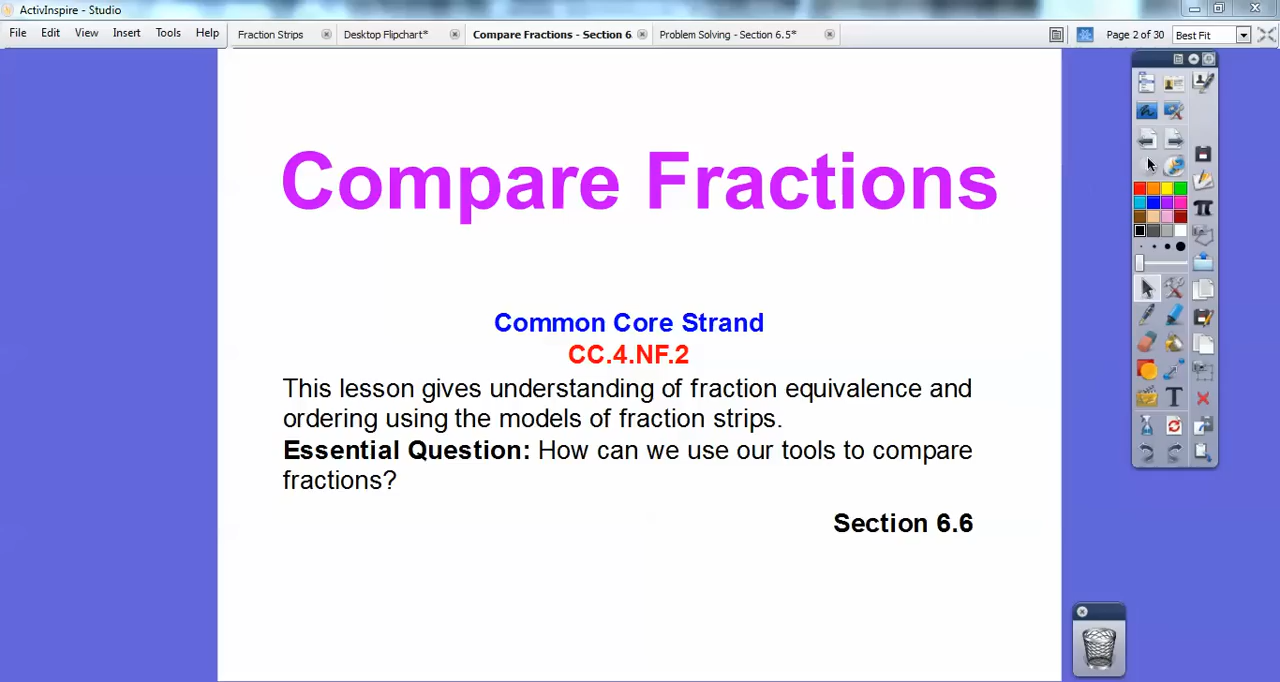 ActivInspire - Studio
File Edit View Insert Tools Help
Fraction Strips Desktop Flipchart* Compare Fractions - Section 6. Problem Solving - Section 6.5* Page 2 of 30 Best Fit
Compare Fractions
Common Core Strand
CC.4.NF.2
This lesson gives understanding of fraction equivalence and
ordering using the models of fraction strips.
Essential Question: How can we use our tools to compare
fractions?
Section 6.6